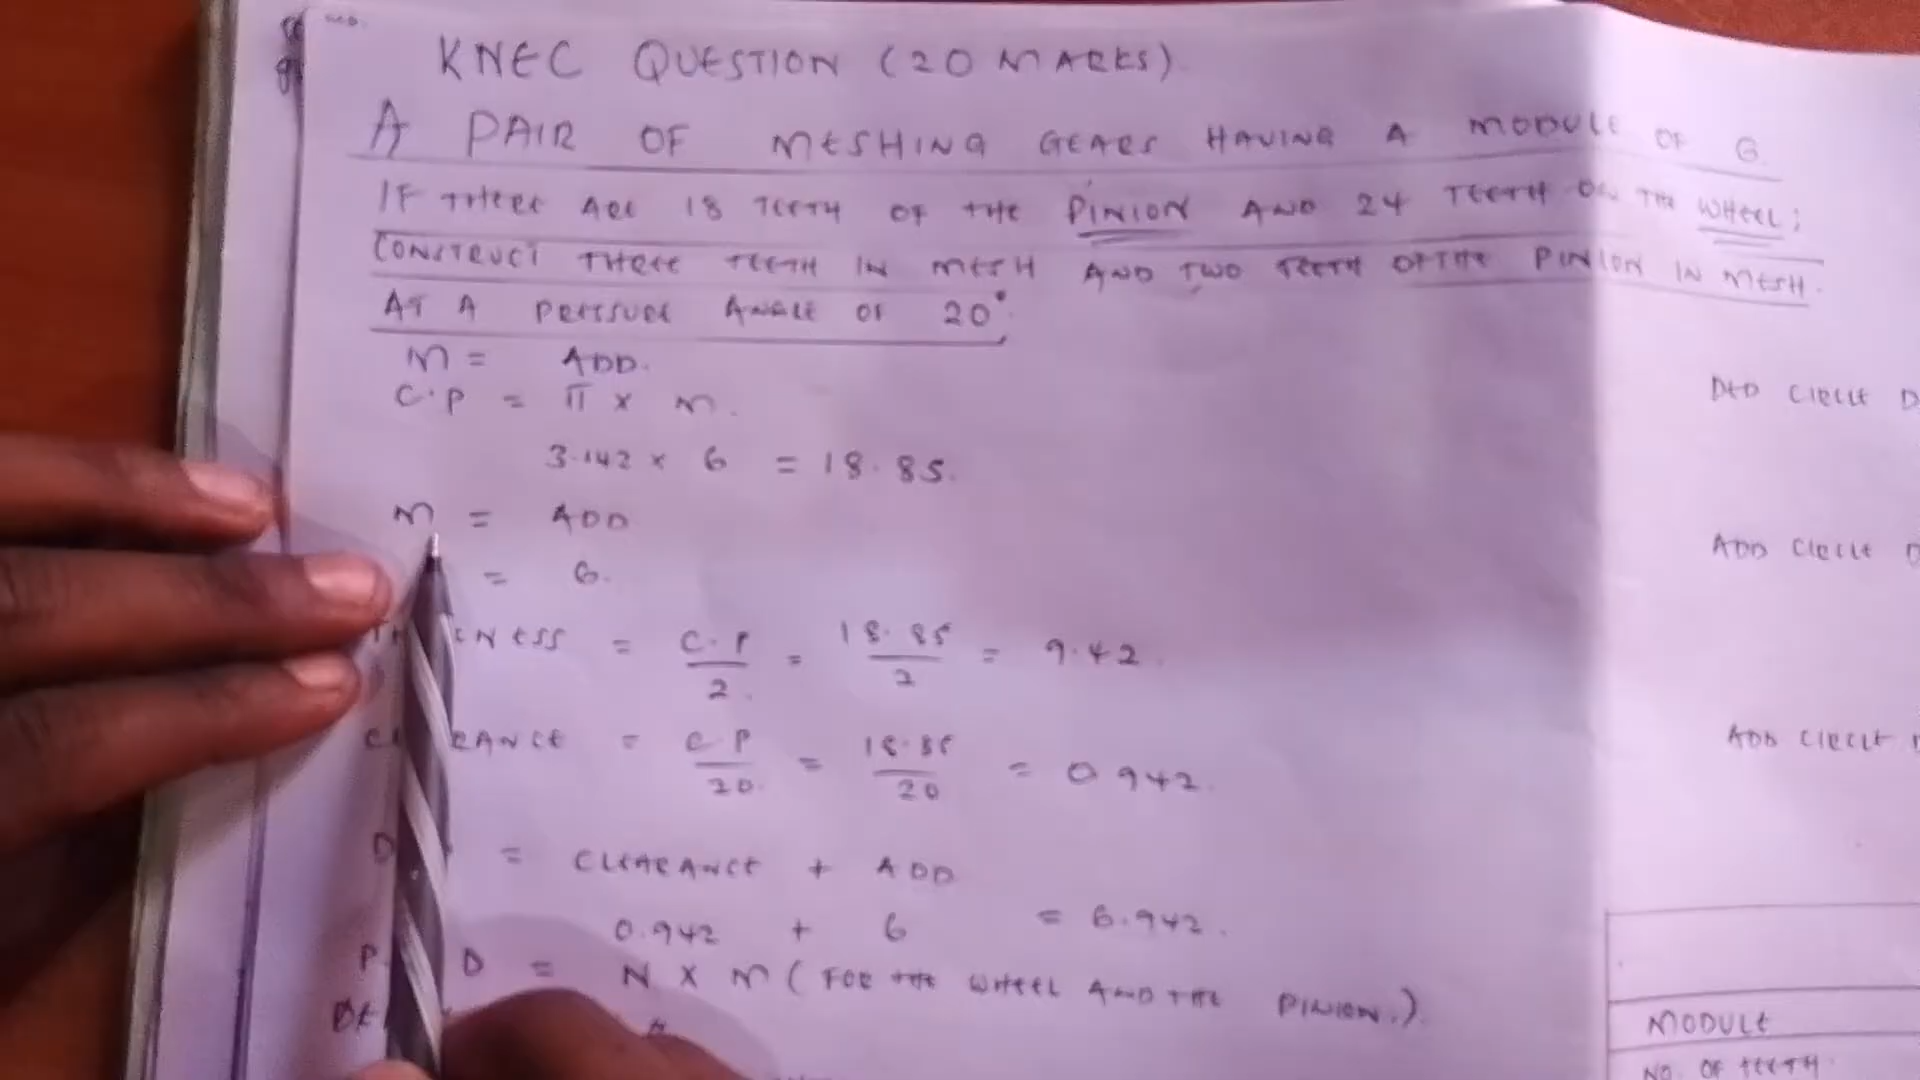 KNEC QUESTION (20 MARKS).
A PAIR OF MESHING GEARS HAVING A MODULE OF 6
IF THERE ARE 18 TEETH OF THE PINION AND 24 TEETH ON THE WHEEL;
CONSTRUCT THREE TEETH IN MESH AND TWO TEETH OF THE PINION IN MESH.
AT A PRESSURE ANGLE OF 20°.
M = ADD.
C.P = π × M.
3.142 × 6 = 18.85.
M = ADD
= 6.
NESS = C.P/2 = 18.85/2 = 9.42.
RANCE = C.P/20 = 18.85/20 = 0.942.
D = CLEARANCE + ADD
0.942 + 6 = 6.942.
P D = N × M (FOR THE WHEEL AND THE PINION.)
DED CIRCLE D
ADD CIRCLE D
ADD CIRCLE
MODULE
NO. OF TEETH